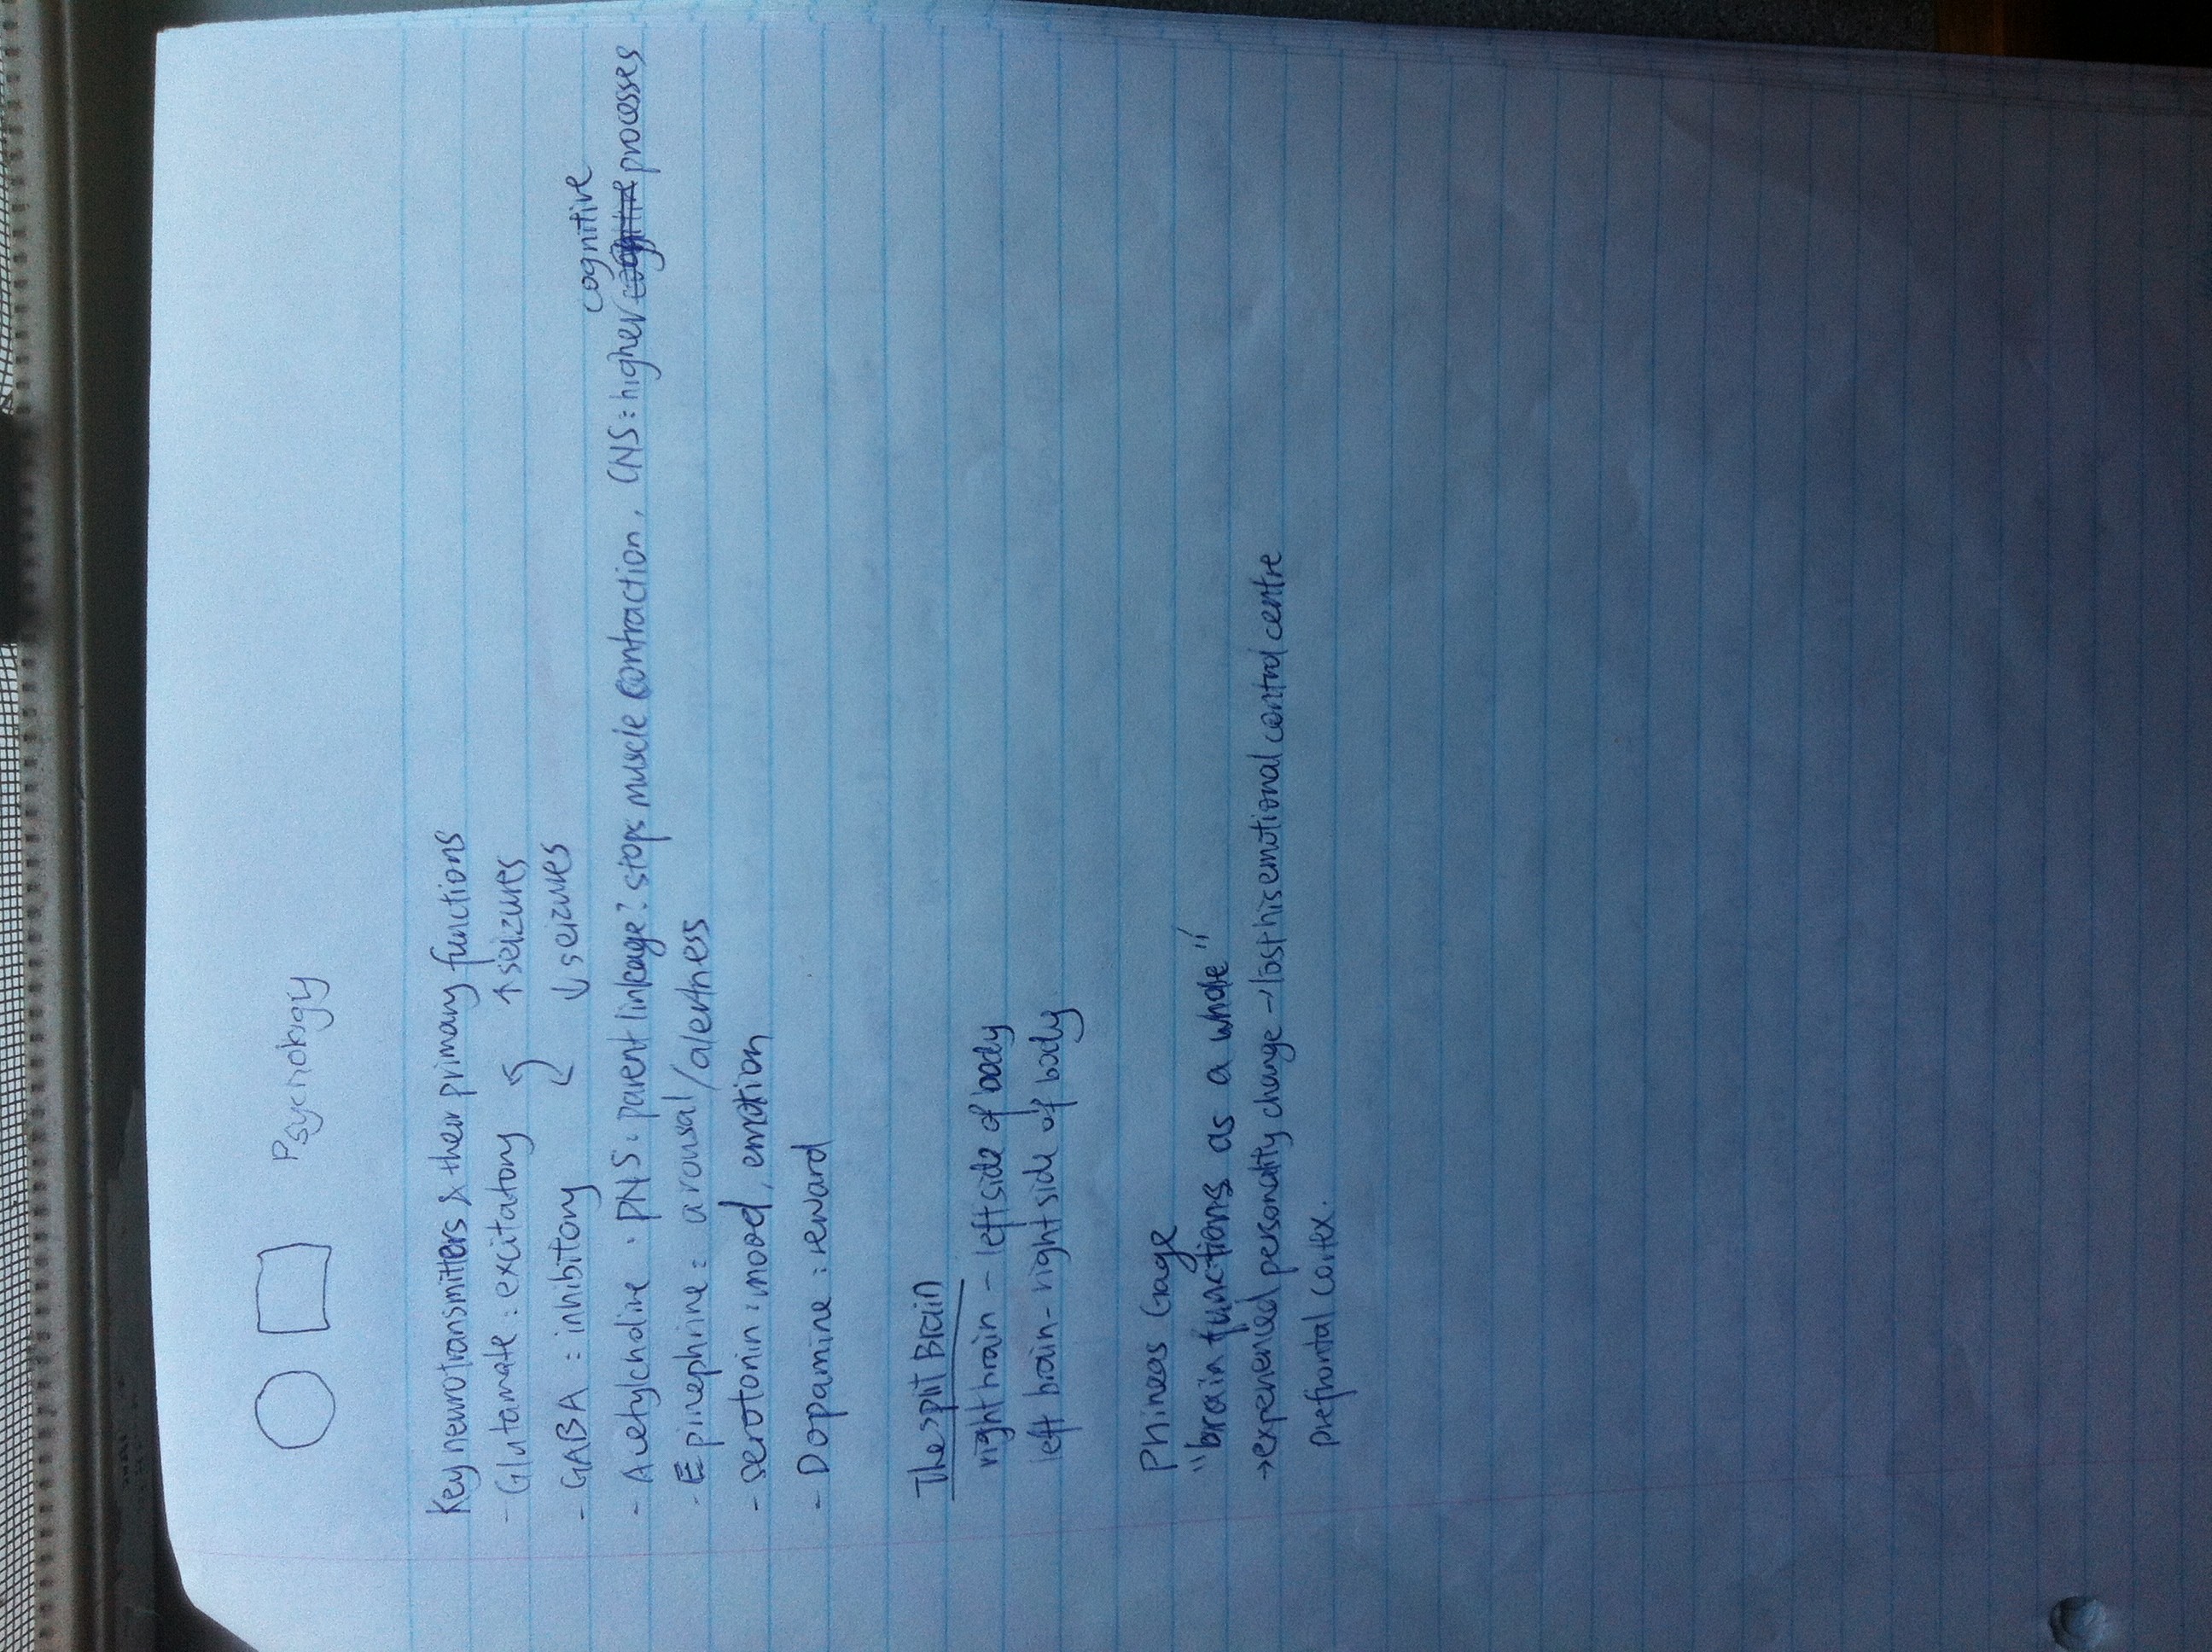 Psychology
Key neurotransmitters & their primary functions
- Glutamate : excitatory ↑ seizures
- GABA : inhibitory ↓ seizures
cognitive
- Acetylcholine : PNS : parent linkage? stops muscle contraction, CNS = higher cognitive processes
- Epinephrine = arousal/alertness
- serotonin : mood, emotion
- Dopamine : reward
The split Brain
right brain - left side of body
left brain - right side of body
Phineas Gage
"brain functions as a whole"
→ experienced personality change → lost his emotional control centre
prefrontal cortex.